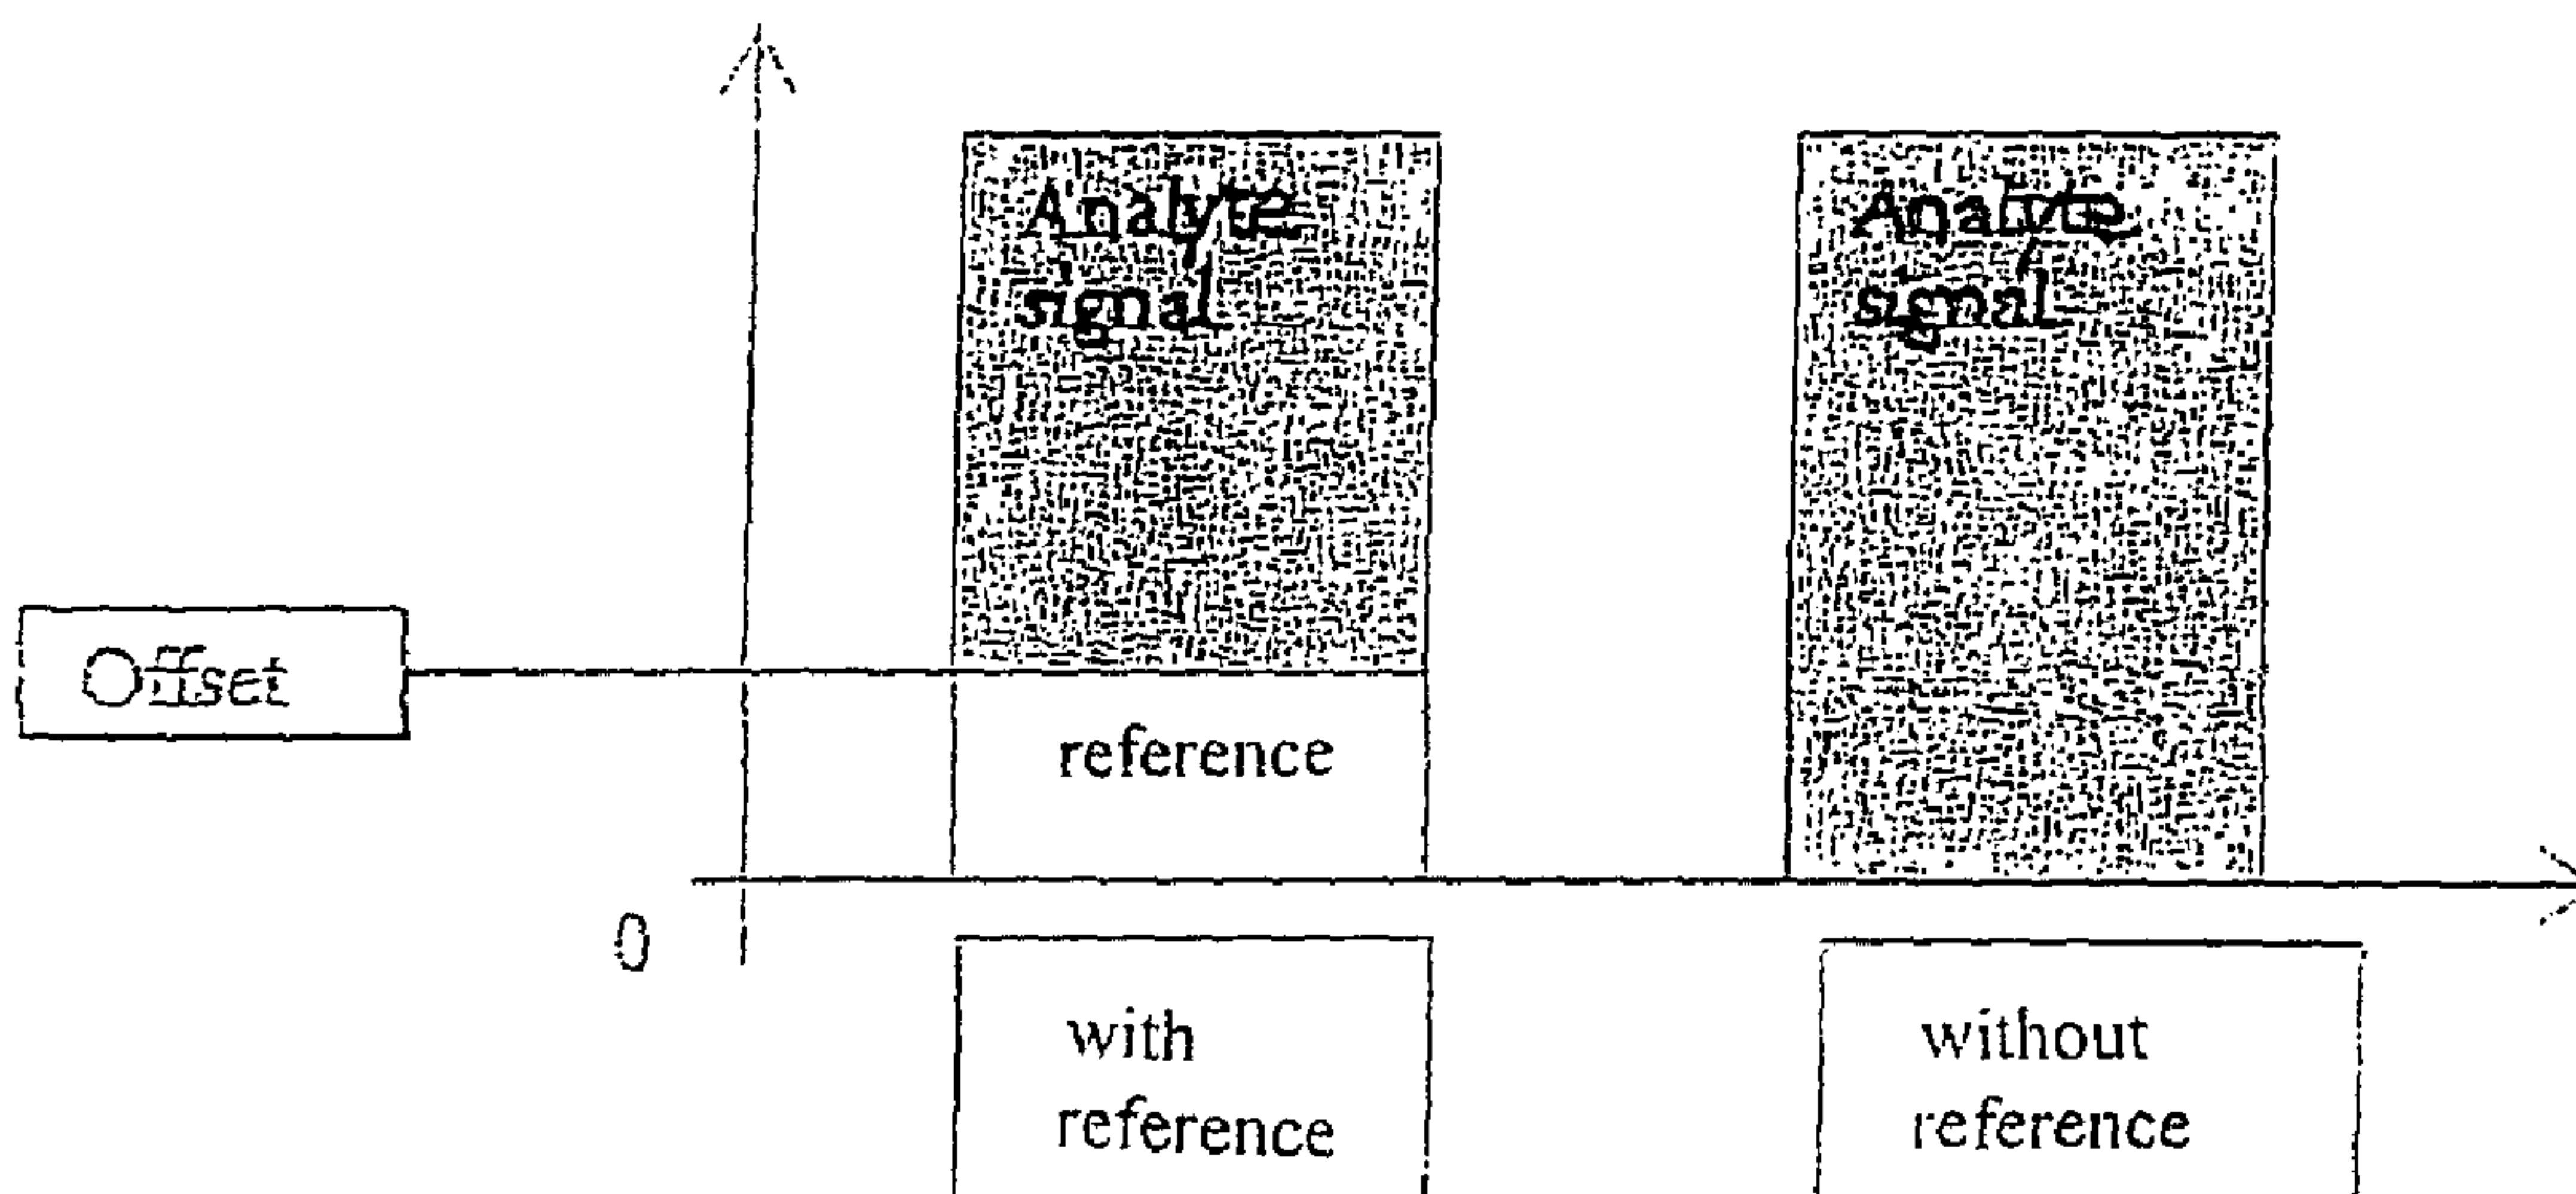 Analyte
signal
Analyte
signal
Offset
reference
0
with
reference
without
reference